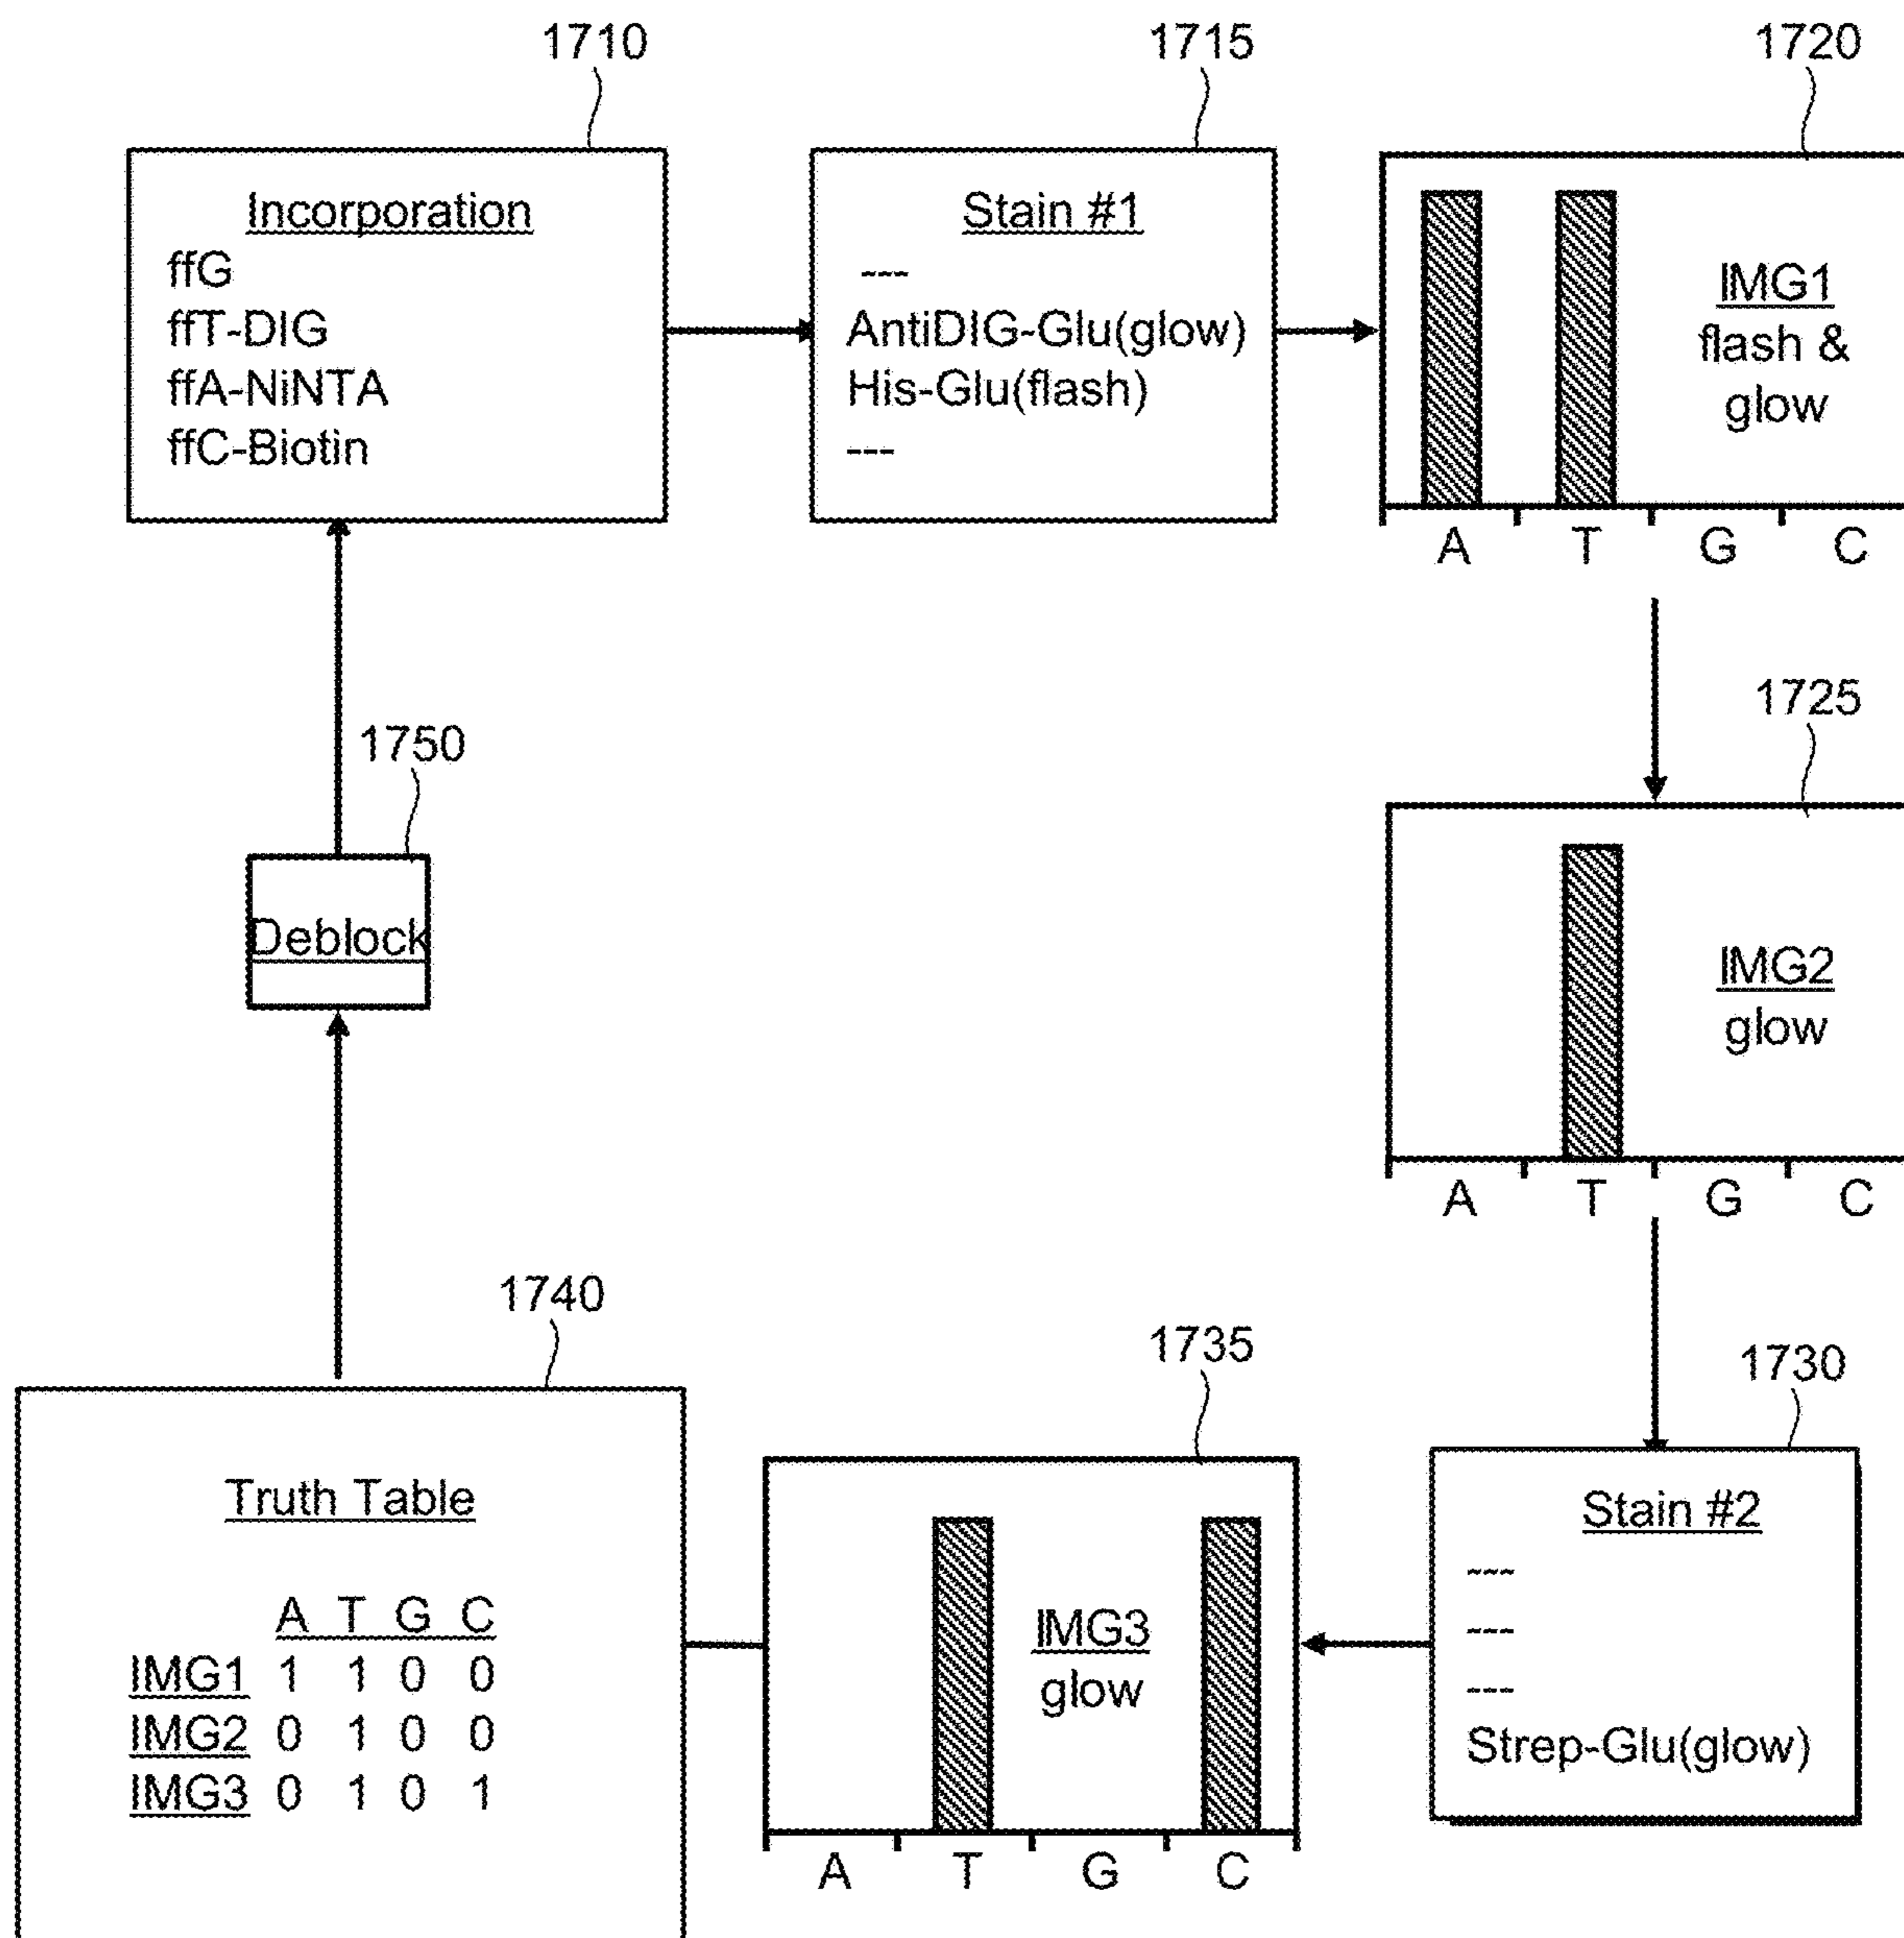 1710
Incorporation
ffG
ffT-DIG
ffA-NiNTA
ffC-Biotin
1715
Stain #1
---
AntiDIG-Glu(glow)
His-Glu(flash)
---
1720
IMG1
flash &
glow
A T G C
1725
IMG2
glow
A T G C
1730
Stain #2
---
---
---
Strep-Glu(glow)
1735
IMG3
glow
A T G C
1740
Truth Table
A T G C
IMG1 1 1 0 0
IMG2 0 1 0 0
IMG3 0 1 0 1
1750
Deblock